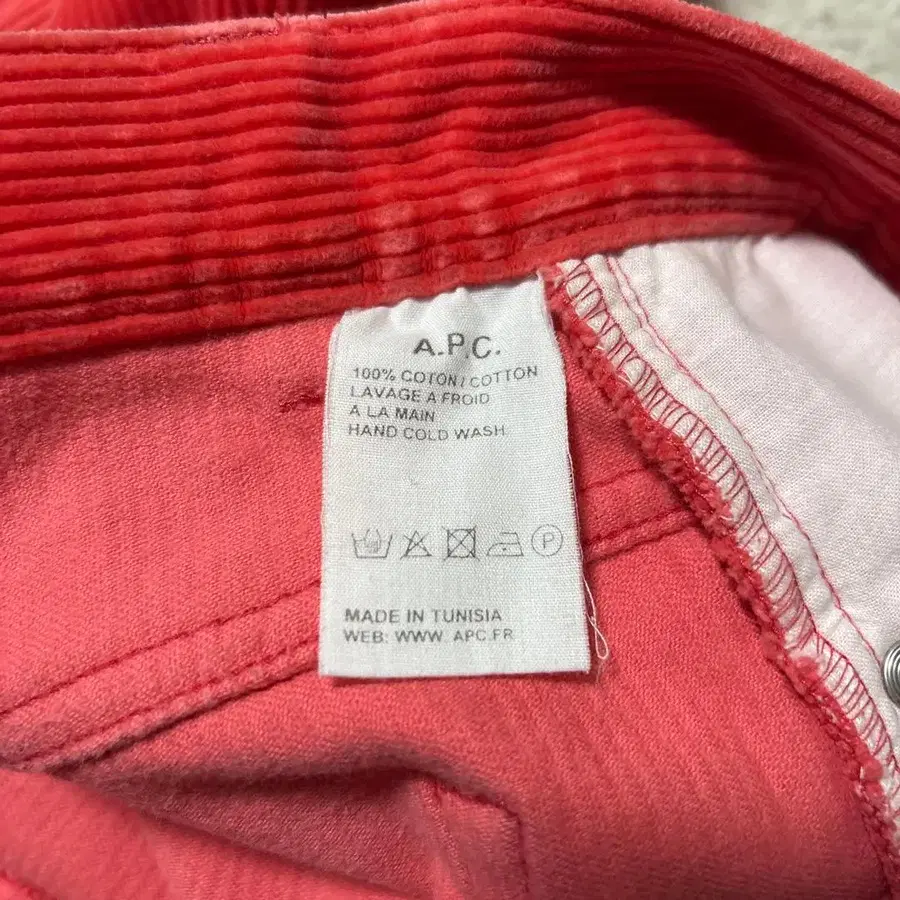 A.P.C.
100% COTON / COTTON
LAVAGE A FROID
A LA MAIN
HAND COLD WASH
P
MADE IN TUNISIA
WEB: WWW. APC.FR